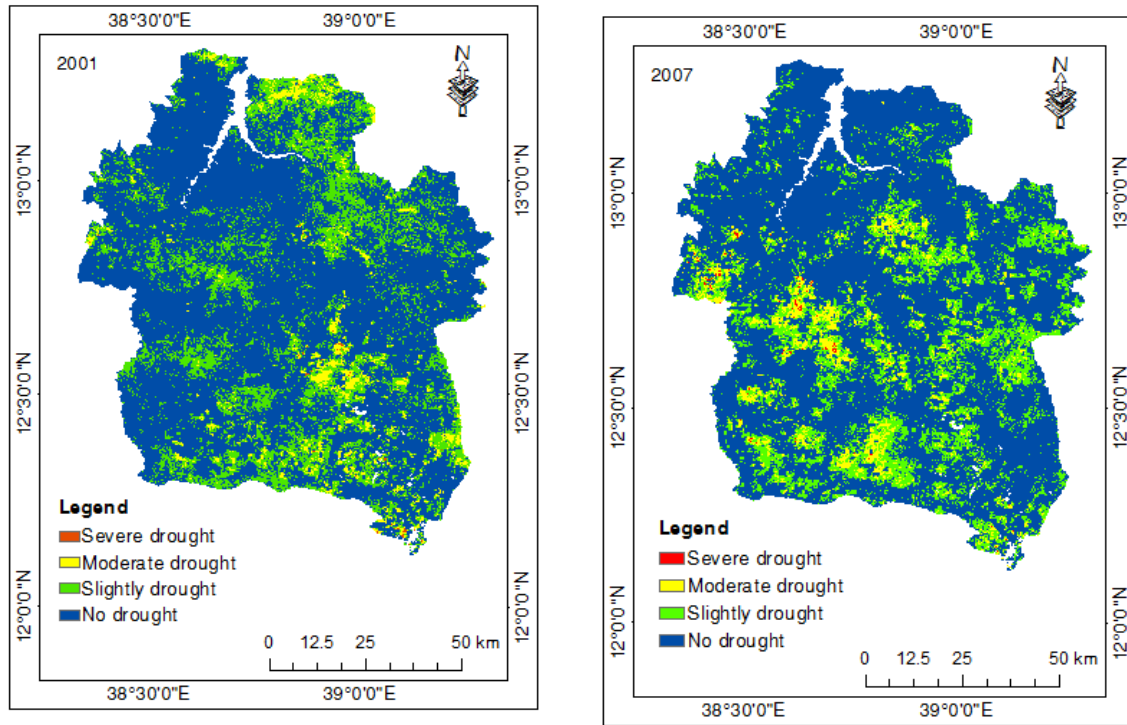 38°30'0"E 39°0'0"E
2001
N
13°0'0"N
13°0'0"N
12°30'0"N
12°30'0"N
12°0'0"N
12°0'0"N
Legend
Severe drought
Moderate drought
Slightly drought
No drought
0 12.5 25 50 km
38°30'0"E 39°0'0"E
38°30'0"E 39°0'0"E
2007
N
13°0'0"N
13°0'0"N
12°30'0"N
12°30'0"N
12°0'0"N
12°0'0"N
Legend
Severe drought
Moderate drought
Slightly drought
No drought
0 12.5 25 50 km
38°30'0"E 39°0'0"E